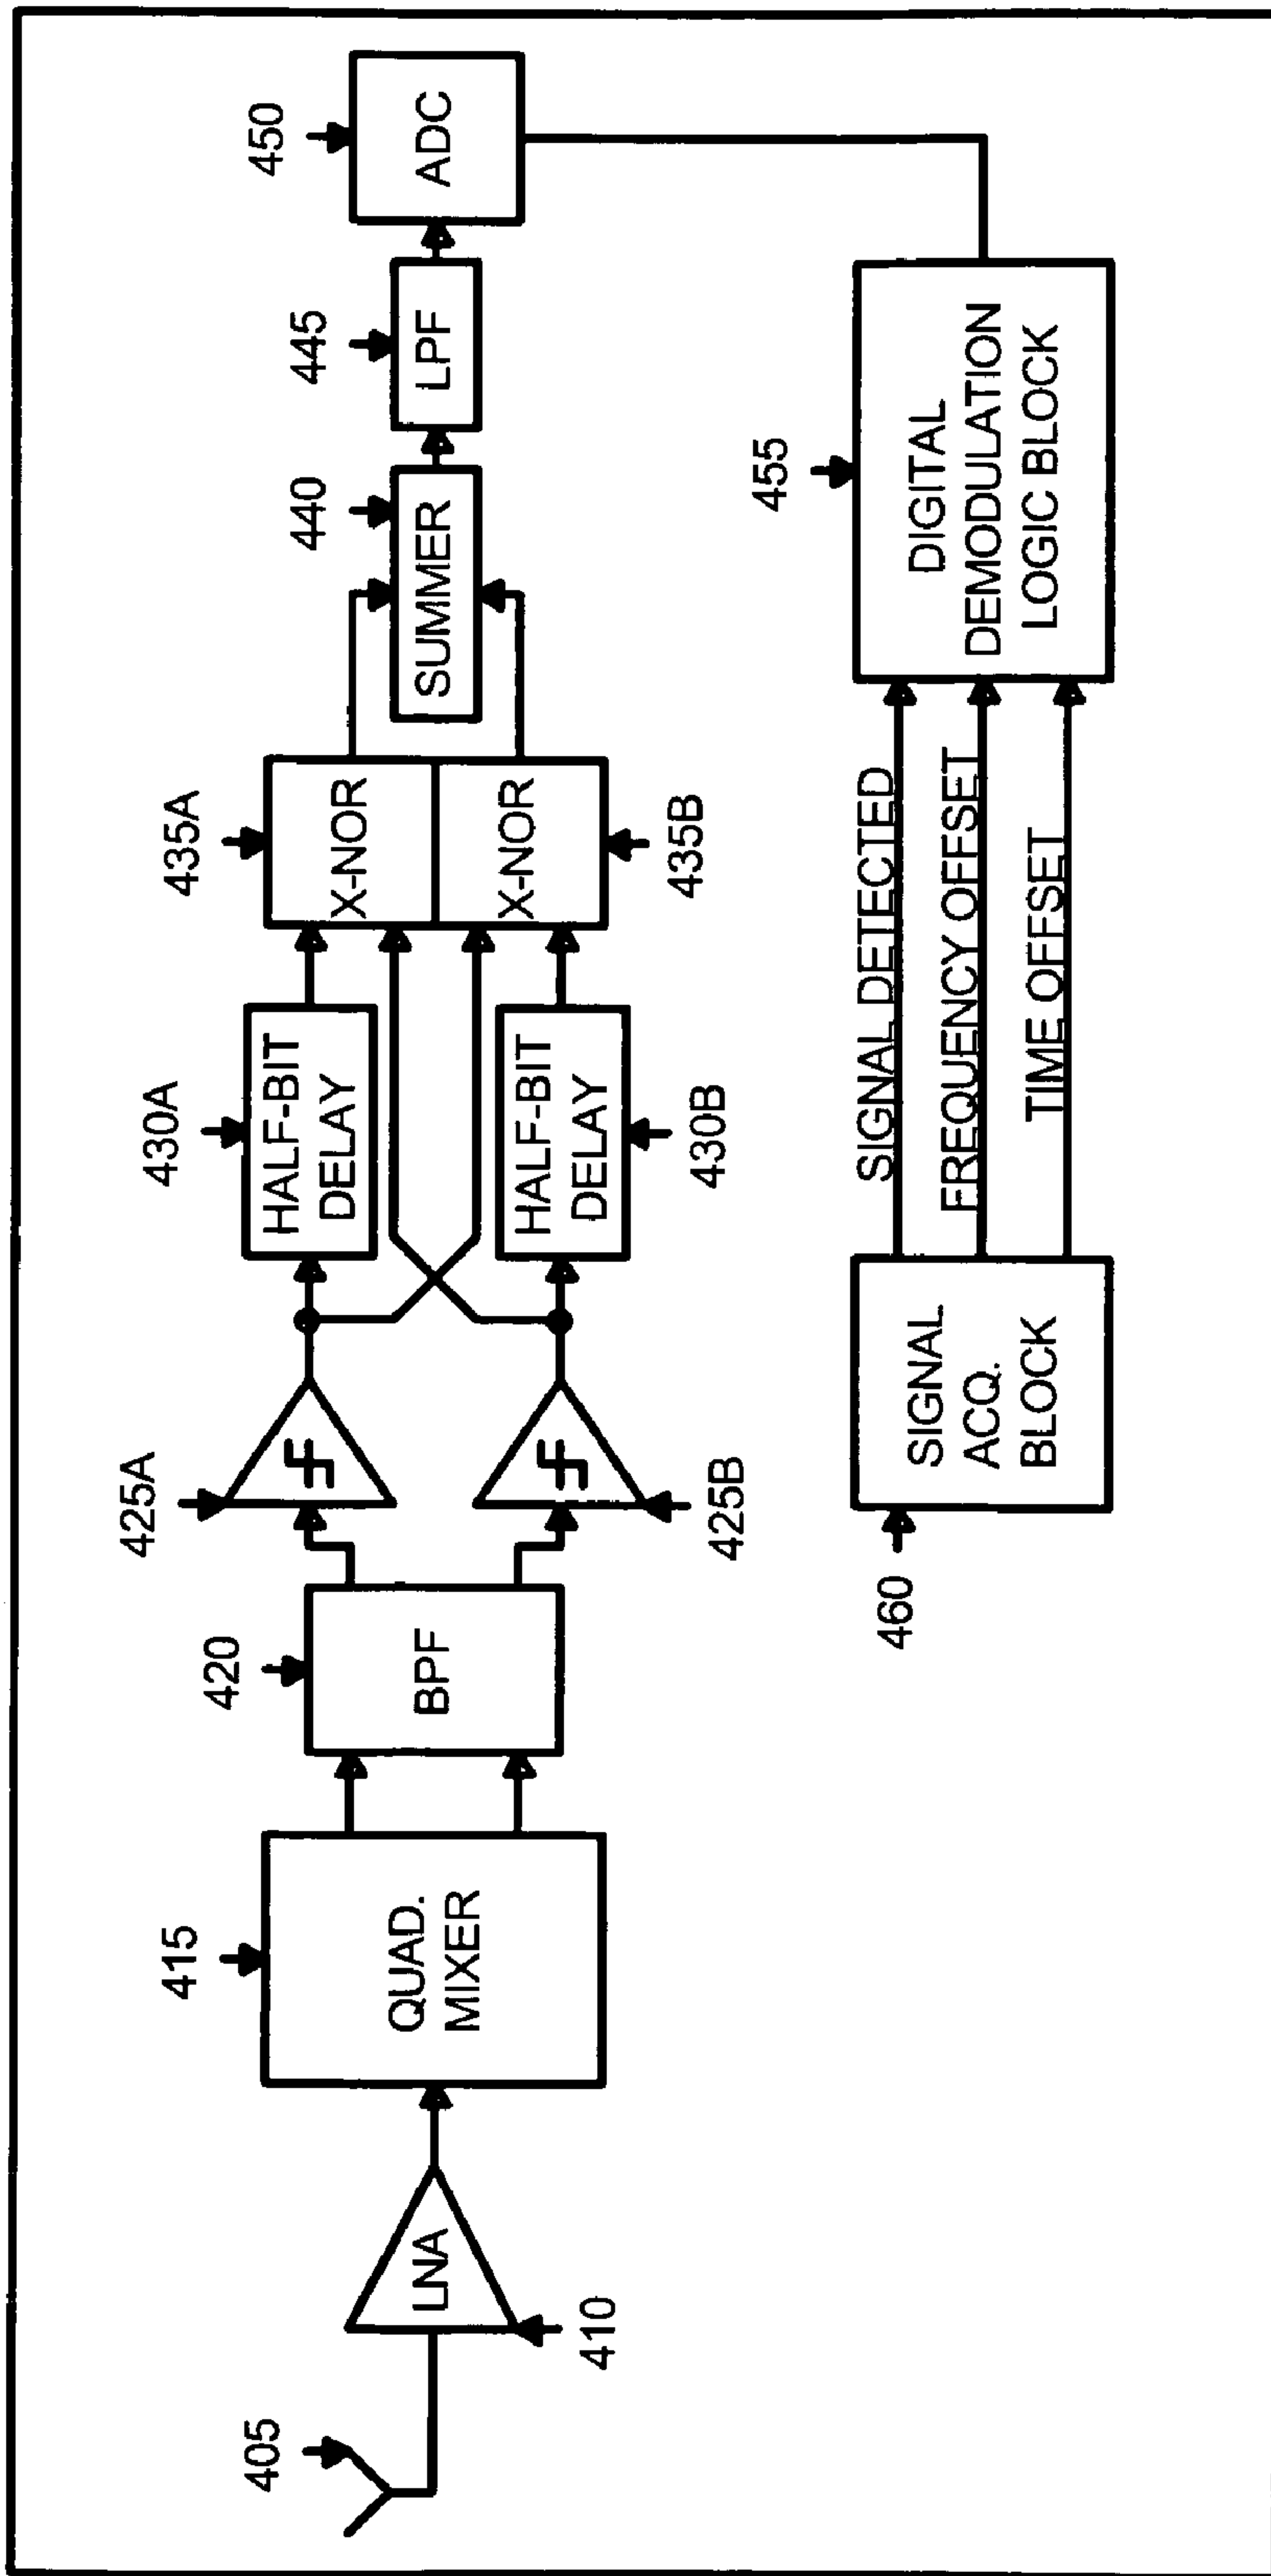 405
LNA
410
415
QUAD.
MIXER
420
BPF
425A
425B
430A
HALF-BIT
DELAY
HALF-BIT
DELAY
430B
435A
X-NOR
X-NOR
435B
440
SUMMER
445
LPF
450
ADC
460
SIGNAL
ACQ.
BLOCK
SIGNAL DETECTED
FREQUENCY OFFSET
TIME OFFSET
455
DIGITAL
DEMODULATION
LOGIC BLOCK